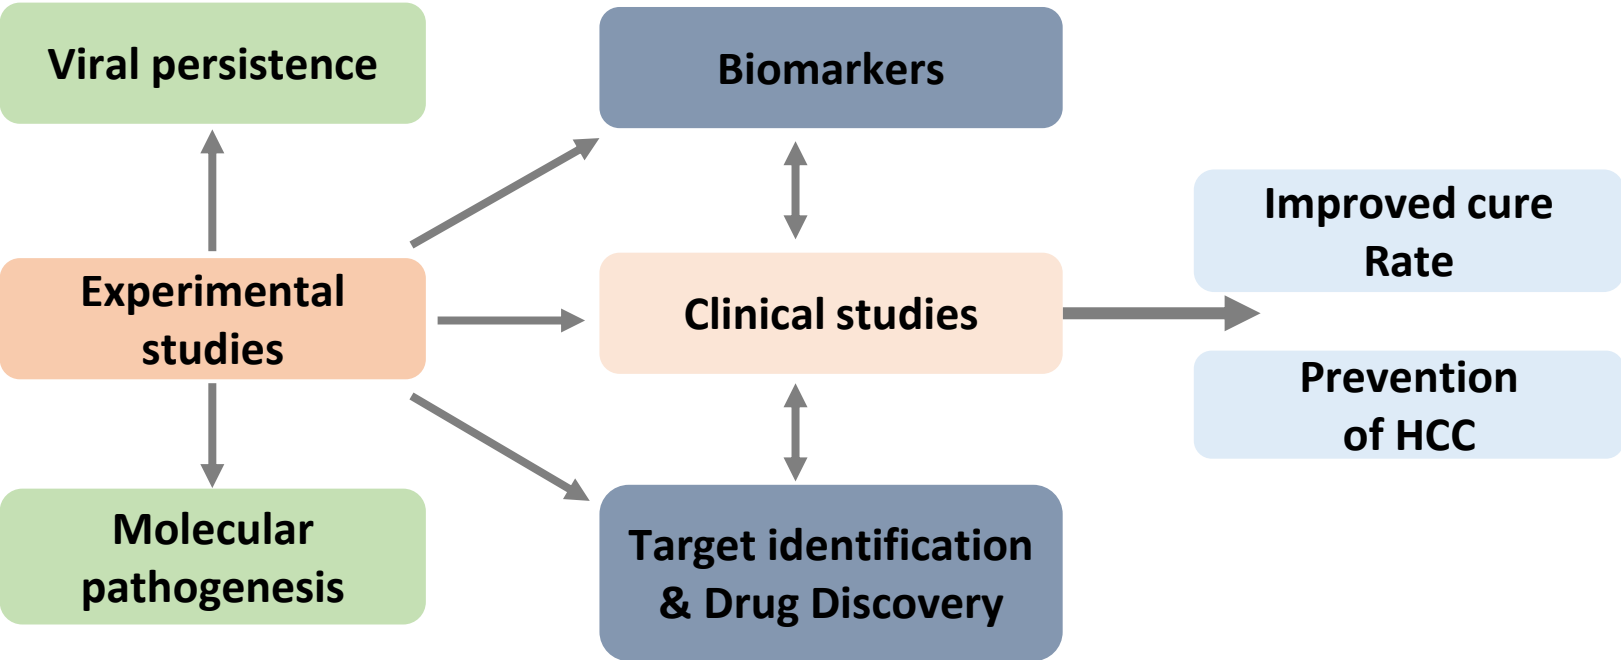 Viral persistence
Biomarkers
Improved cure
Rate
Experimental
studies
Clinical studies
Prevention
of HCC
Molecular
pathogenesis
Target identification
& Drug Discovery